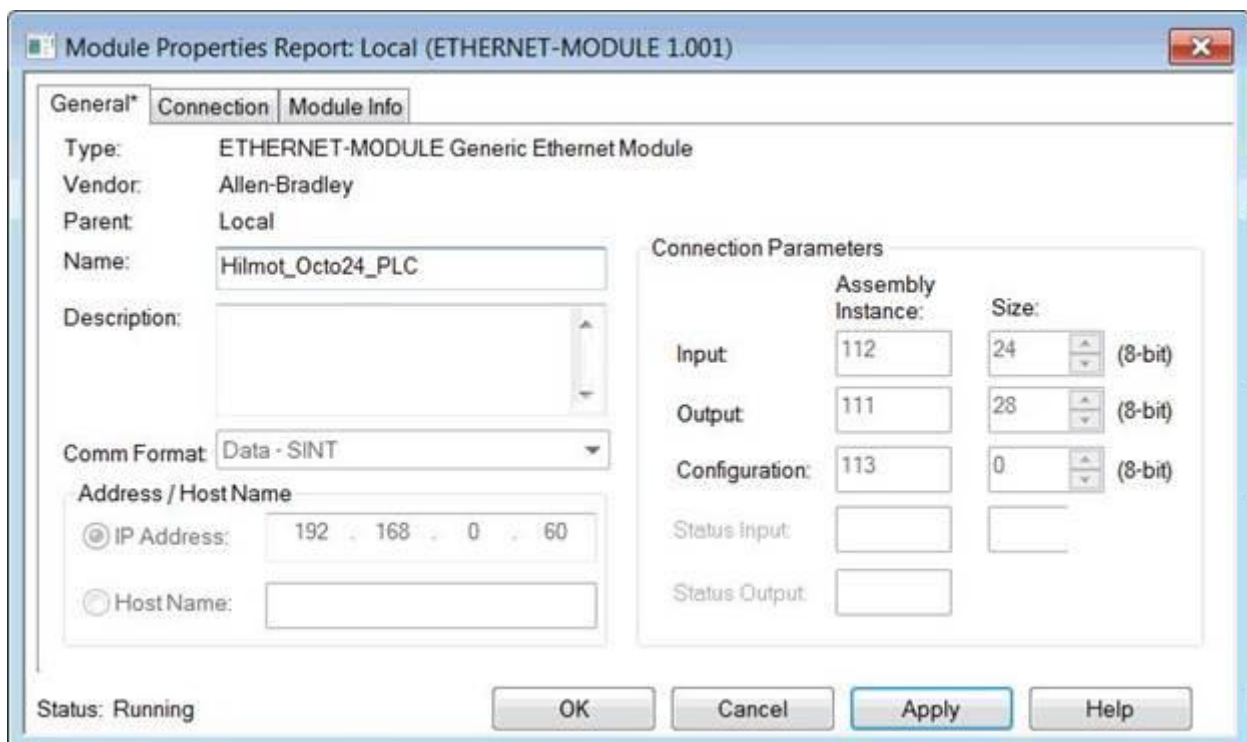 Module Properties Report: Local (ETHERNET-MODULE 1.001)
General* Connection Module Info
Type: ETHERNET-MODULE Generic Ethernet Module
Vendor: Allen-Bradley
Parent: Local
Name: Hilmot_Octo24_PLC
Description:
Comm Format: Data - SINT
Address / Host Name
IP Address: 192 . 168 . 0 . 60
Host Name:
Connection Parameters
Assembly Instance: Size:
Input: 112 24 (8-bit)
Output: 111 28 (8-bit)
Configuration: 113 0 (8-bit)
Status Input:
Status Output:
Status: Running
OK Cancel Apply Help